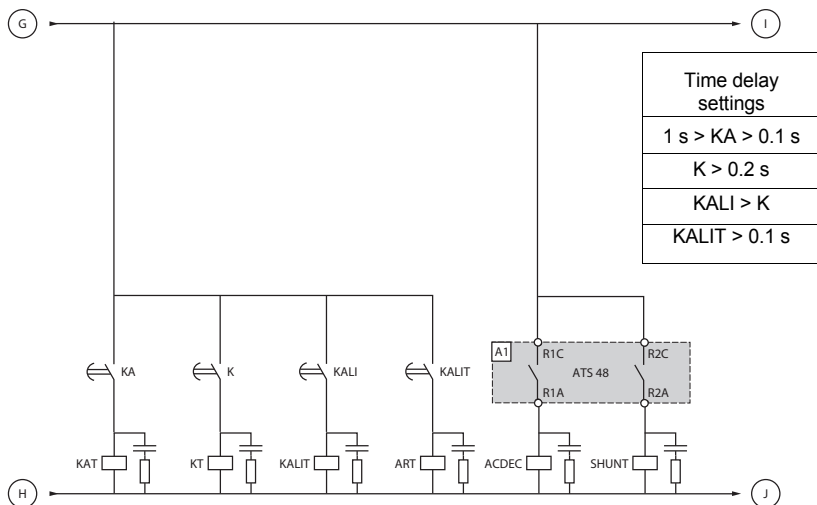 G
I
Time delay
settings
1 s > KA > 0.1 s
K > 0.2 s
KALI > K
KALIT > 0.1 s
A1
R1C
R2C
KA
K
KALI
KALIT
ATS 48
R1A
R2A
KAT
KT
KALIT
ART
ACDEC
SHUNT
H
J